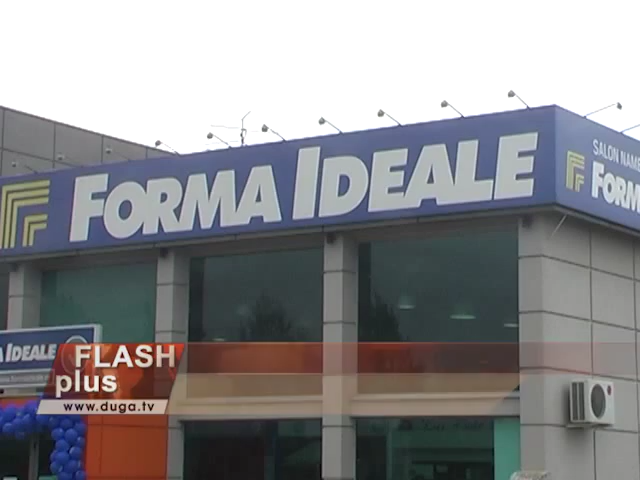 FORMA IDEALE
SALON NAME
FORM
IDEALE
FLASH
plus
www.duga.tv